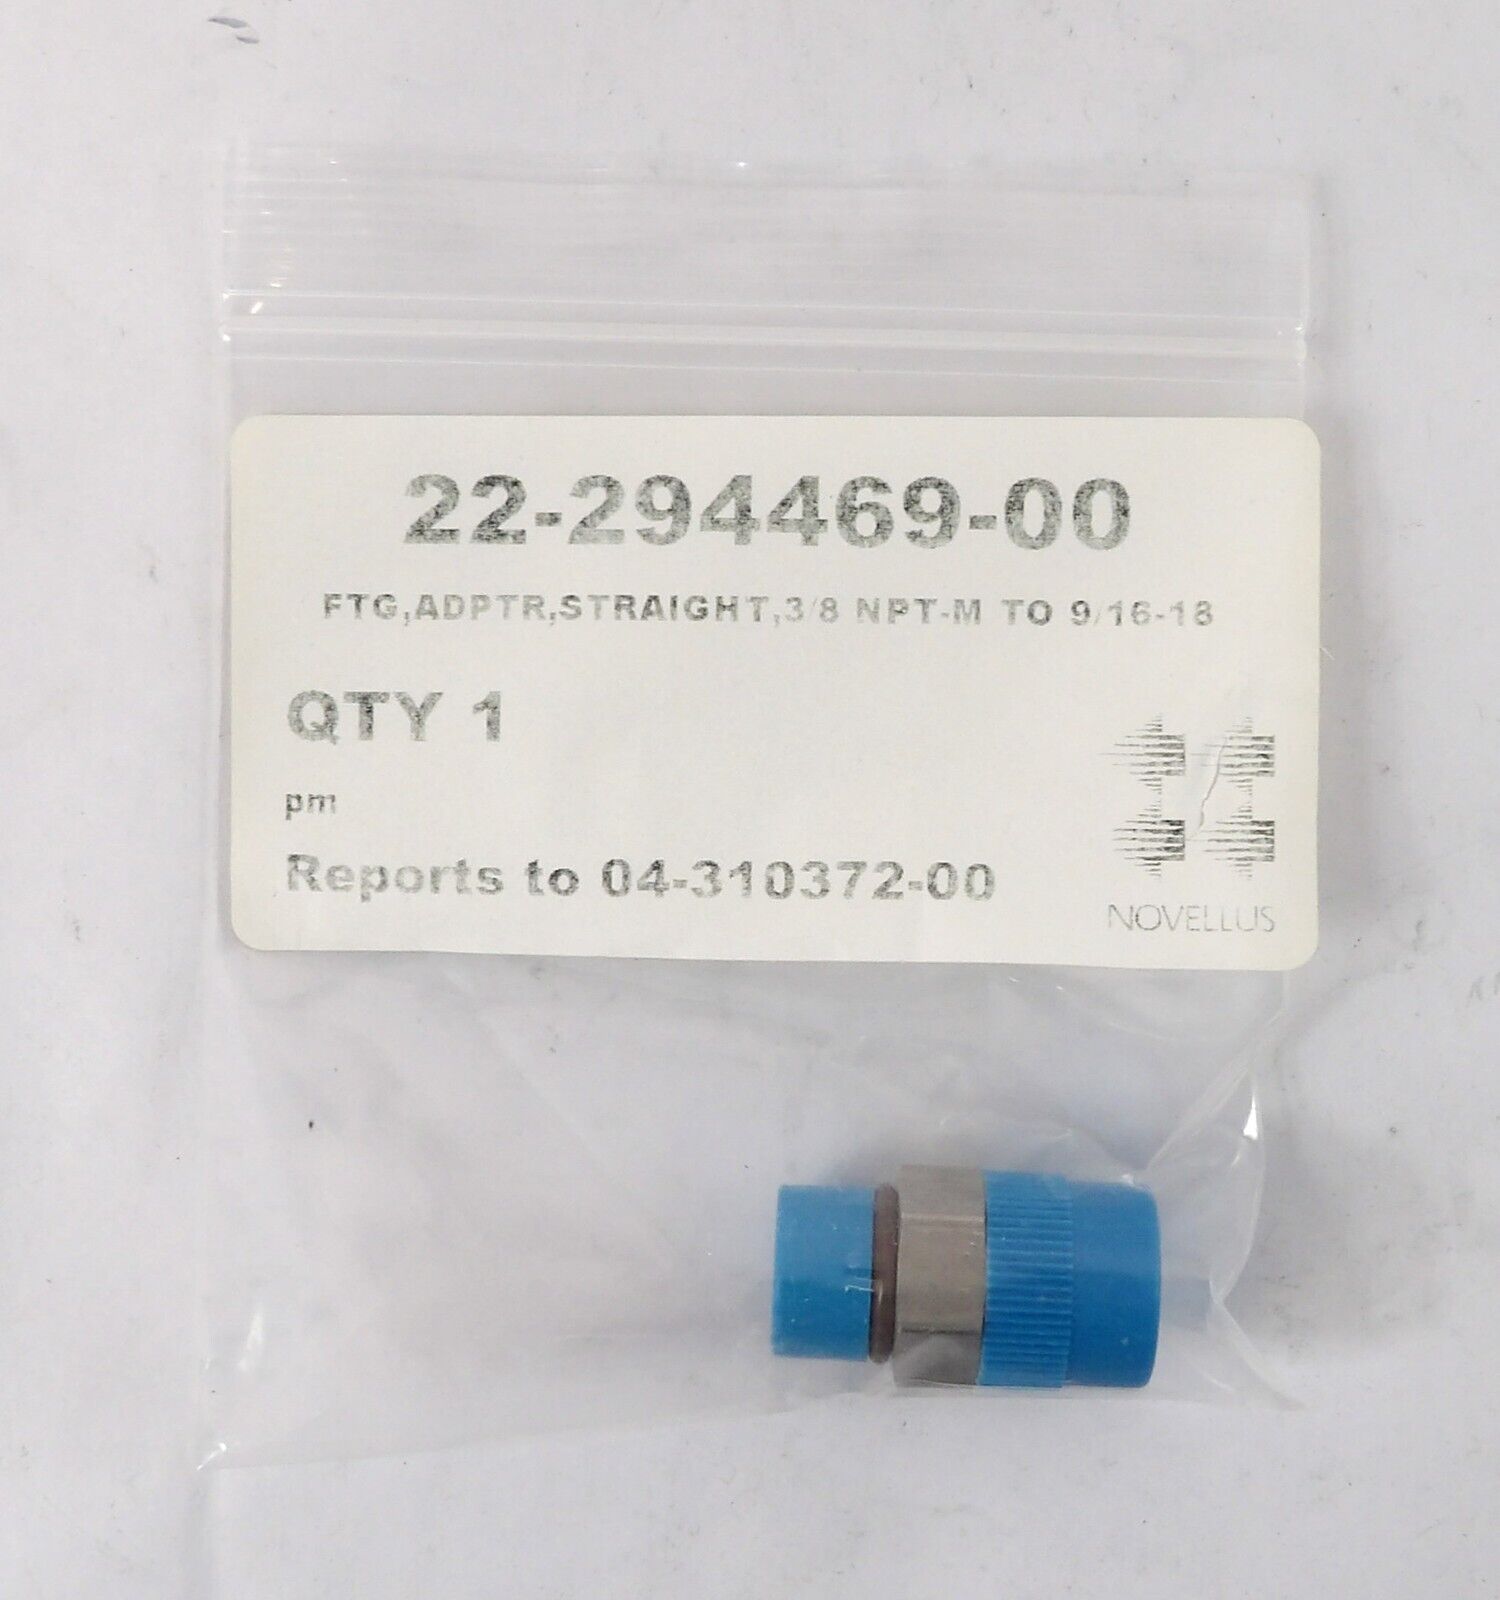 22-294469-00
FTG,ADPTR,STRAIGHT,3/8 NPT-M TO 9/16-18
QTY 1
pm
Reports to 04-310372-00
NOVELLUS